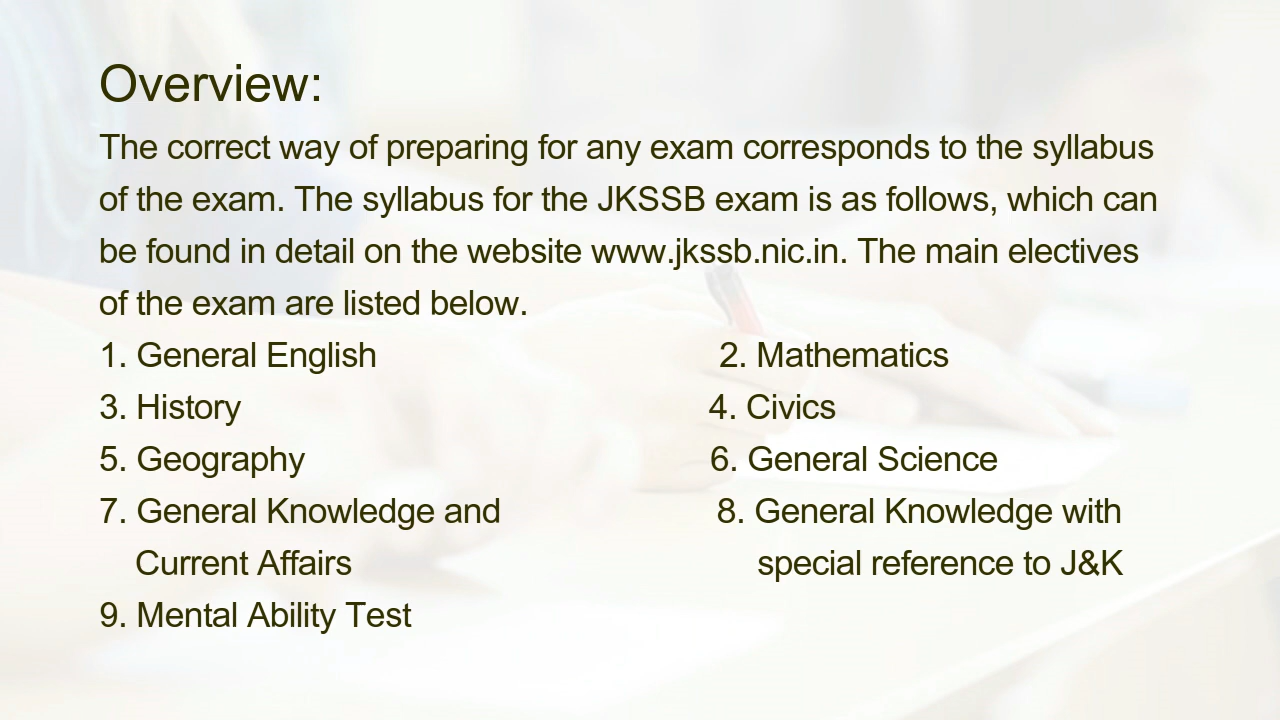 Overview:
The correct way of preparing for any exam corresponds to the syllabus
of the exam. The syllabus for the JKSSB exam is as follows, which can
be found in detail on the website www.jkssb.nic.in. The main electives
of the exam are listed below.
1. General English 2. Mathematics
3. History 4. Civics
5. Geography 6. General Science
7. General Knowledge and 8. General Knowledge with
Current Affairs special reference to J&K
9. Mental Ability Test